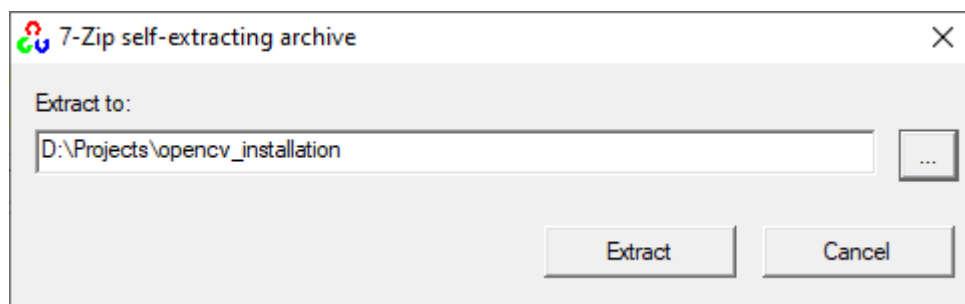 7-Zip self-extracting archive
Extract to:
D:\Projects\opencv_installation
...
Extract
Cancel